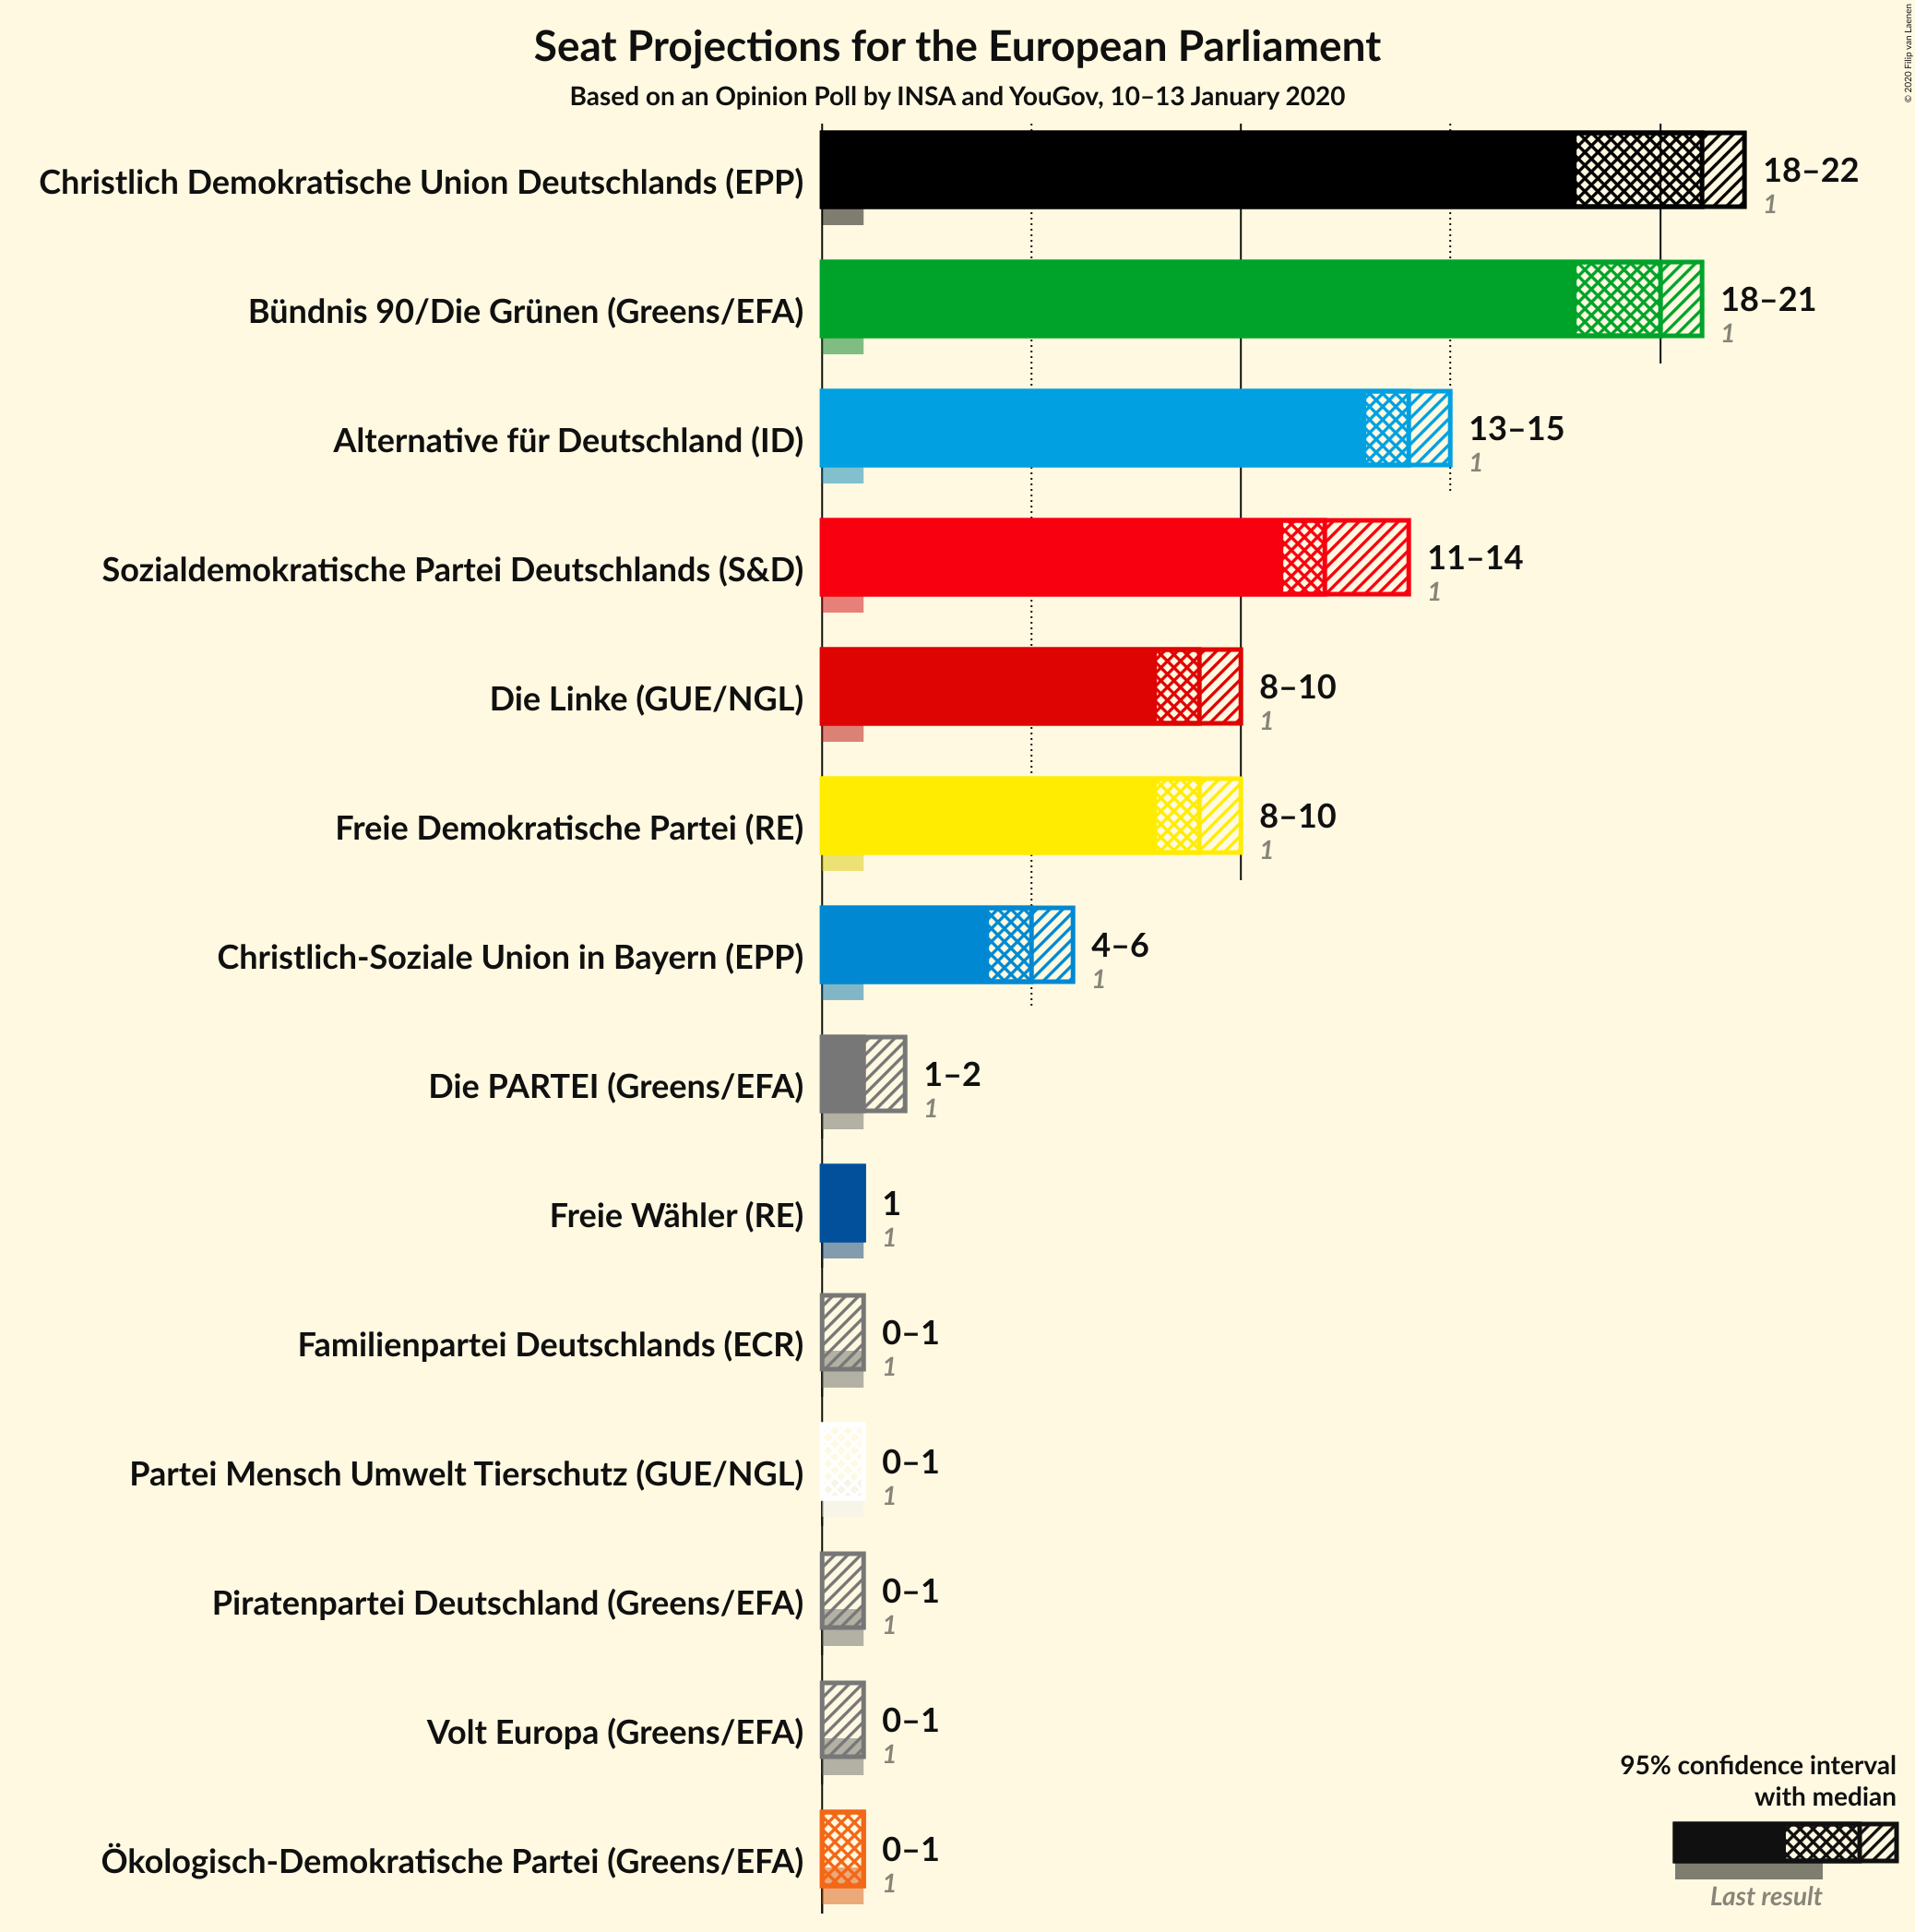 Seat Projections for the European Parliament
Based on an Opinion Poll by INSA and YouGov, 10–13 January 2020
© 2020 Filip van Laenen
Christlich Demokratische Union Deutschlands (EPP)
18–22
1
Bündnis 90/Die Grünen (Greens/EFA)
18–21
1
Alternative für Deutschland (ID)
13–15
1
Sozialdemokratische Partei Deutschlands (S&D)
11–14
1
Die Linke (GUE/NGL)
8–10
1
Freie Demokratische Partei (RE)
8–10
1
Christlich-Soziale Union in Bayern (EPP)
4–6
1
Die PARTEI (Greens/EFA)
1–2
1
Freie Wähler (RE)
1
1
Familienpartei Deutschlands (ECR)
0–1
1
Partei Mensch Umwelt Tierschutz (GUE/NGL)
0–1
1
Piratenpartei Deutschland (Greens/EFA)
0–1
1
Volt Europa (Greens/EFA)
0–1
1
Ökologisch-Demokratische Partei (Greens/EFA)
0–1
1
95% confidence interval
with median
Last result